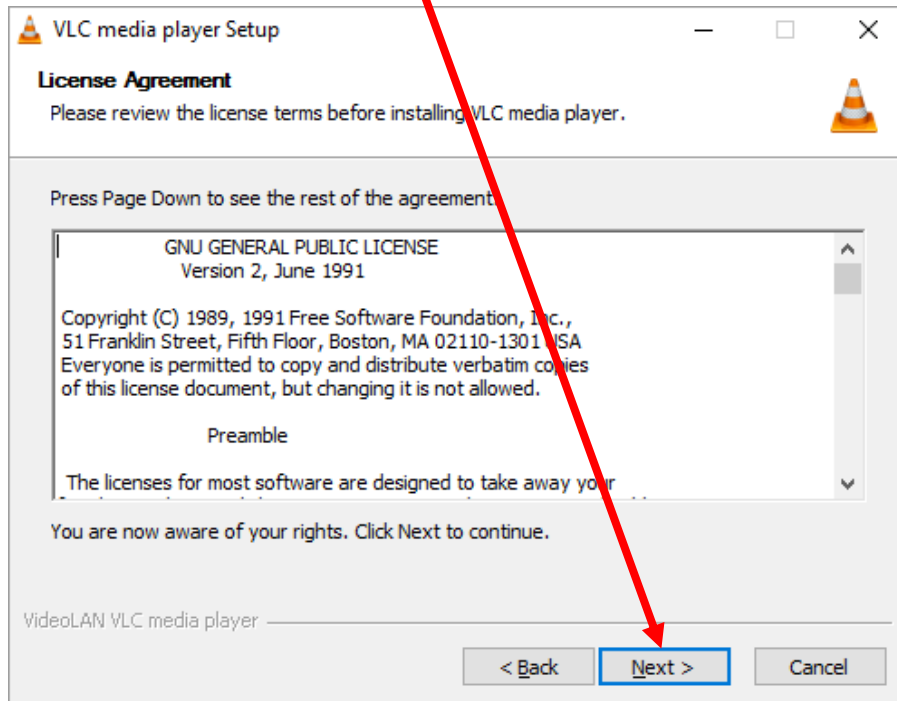 VLC media player Setup
License Agreement
Please review the license terms before installing VLC media player.
Press Page Down to see the rest of the agreement.
GNU GENERAL PUBLIC LICENSE
Version 2, June 1991
Copyright (C) 1989, 1991 Free Software Foundation, Inc.,
51 Franklin Street, Fifth Floor, Boston, MA 02110-1301 USA
Everyone is permitted to copy and distribute verbatim copies
of this license document, but changing it is not allowed.
Preamble
The licenses for most software are designed to take away your
You are now aware of your rights. Click Next to continue.
VideoLAN VLC media player
< Back
Next >
Cancel